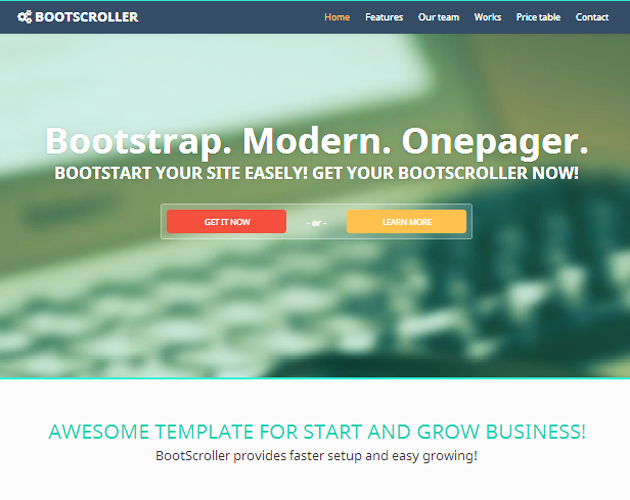 BOOTSCROLLER
Home Features Our team Works Price table Contact
Bootstrap. Modern. Onepager.
BOOTSTART YOUR SITE EASELY! GET YOUR BOOTSCROLLER NOW!
GET IT NOW - or - LEARN MORE
AWESOME TEMPLATE FOR START AND GROW BUSINESS!
BootScroller provides faster setup and easy growing!